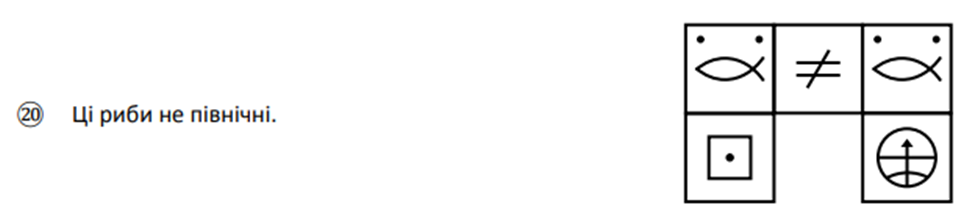 ⑳ Ці риби не північні.